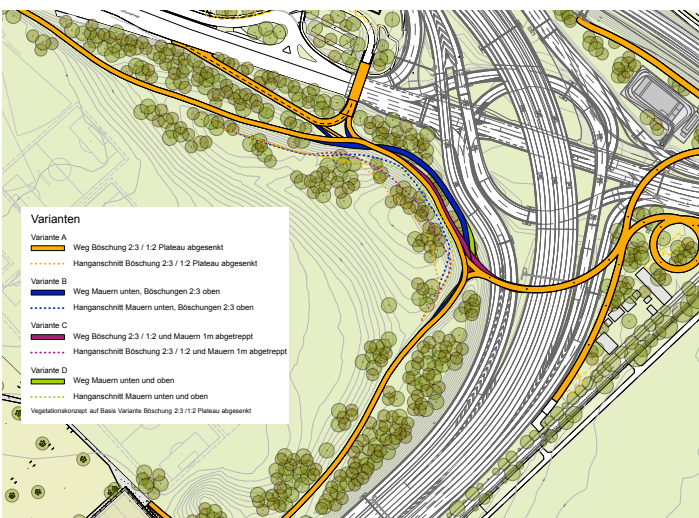 Varianten
Variante A
Weg Böschung 2:3 / 1:2 Plateau abgesenkt
Hanganschnitt Böschung 2:3 / 1:2 Plateau abgesenkt
Variante B
Weg Mauern unten, Böschungen 2:3 oben
Hanganschnitt Mauern unten, Böschungen 2:3 oben
Variante C
Weg Böschung 2:3 / 1:2 und Mauern 1m abgetreppt
Hanganschnitt Böschung 2:3 / 1:2 und Mauern 1m abgetreppt
Variante D
Weg Mauern unten und oben
Hanganschnitt Mauern unten und oben
Vegetationskonzept auf Basis Variante Böschung 2:3 /1:2 Plateau abgesenkt